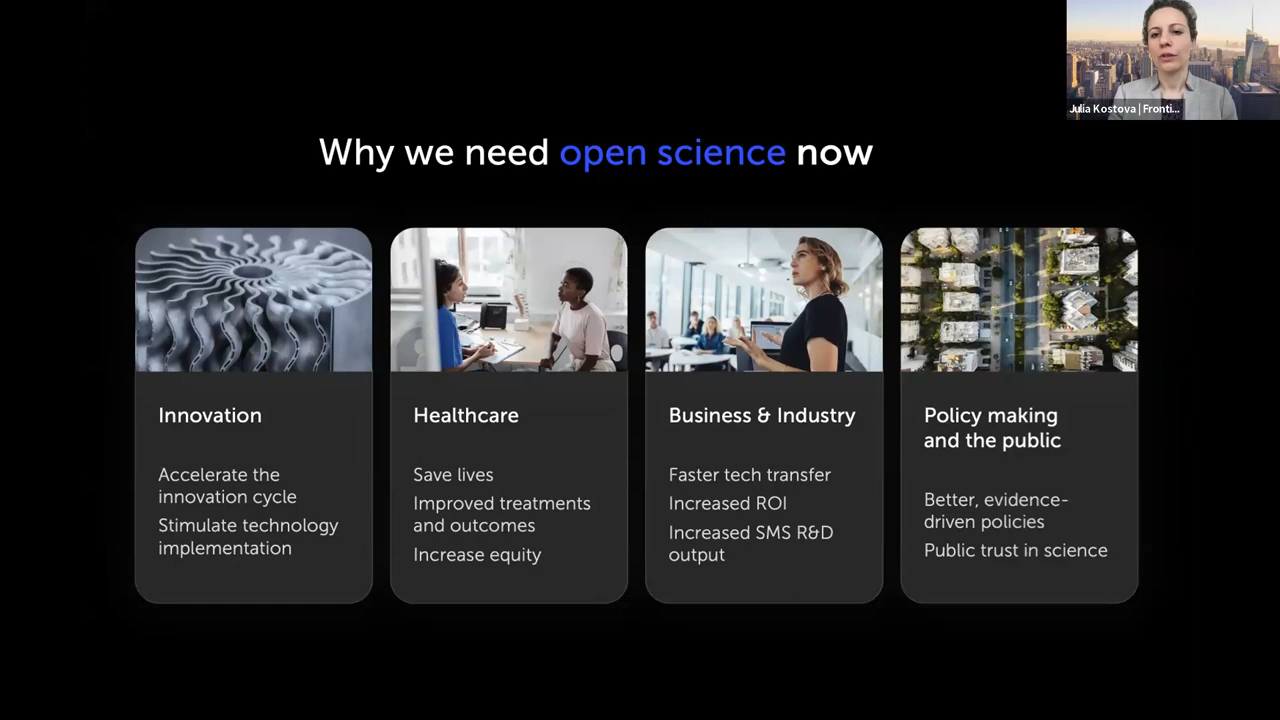 Julia Kostova | Fronti...
Why we need open science now
Innovation
Accelerate the
innovation cycle
Stimulate technology
implementation
Healthcare
Save lives
Improved treatments
and outcomes
Increase equity
Business & Industry
Faster tech transfer
Increased ROI
Increased SMS R&D
output
Policy making
and the public
Better, evidence-
driven policies
Public trust in science